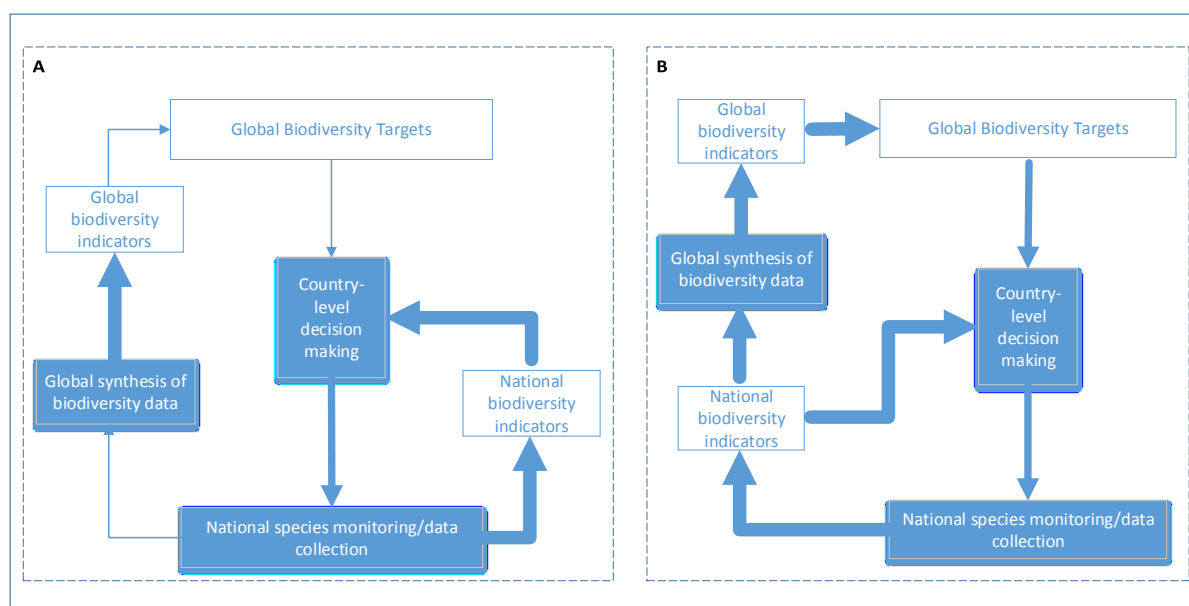 A
Global Biodiversity Targets
Global
biodiversity
indicators
Country-
level
decision
making
Global synthesis of
biodiversity data
National
biodiversity
indicators
National species monitoring/data
collection
B
Global
biodiversity
indicators
Global Biodiversity Targets
Global synthesis of
biodiversity data
Country-
level
decision
making
National
biodiversity
indicators
National species monitoring/data
collection